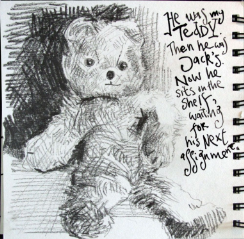 He was my
TEDDY.
Then he was
Jack's.
Now he
sits on the
shelf,
waiting
for
his NEXT
assignment.